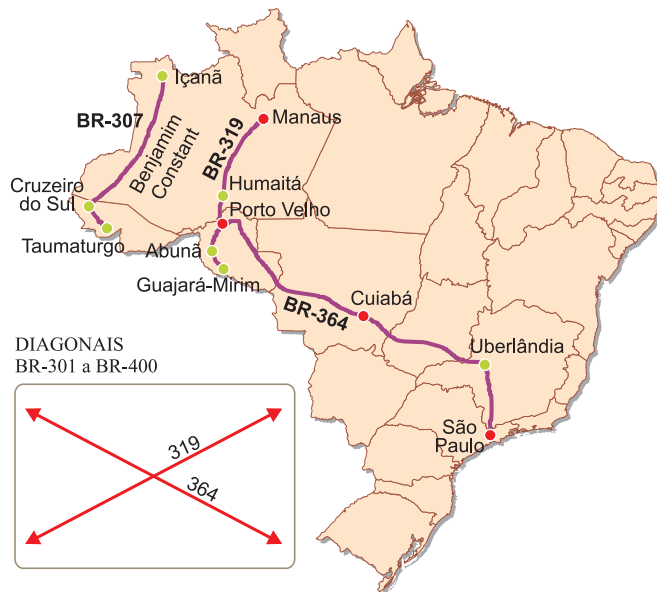 Içanã
BR-307
Benjamim
Constant
BR-319
Manaus
Cruzeiro
do Sul
Humaitá
Porto Velho
Taumaturgo
Abunã
Guajará-Mirim
BR-364
Cuiabá
Uberlândia
São
Paulo
DIAGONAIS
BR-301 a BR-400
319
364